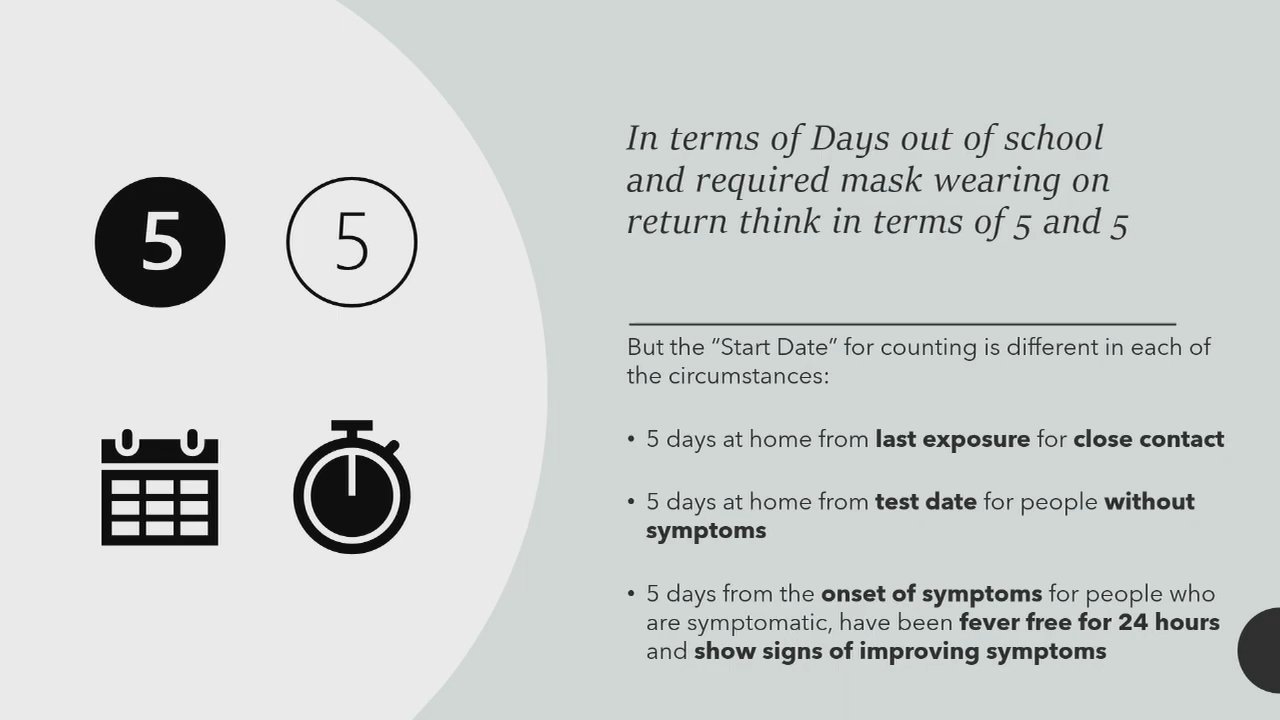 5 5
In terms of Days out of school
and required mask wearing on
return think in terms of 5 and 5
But the “Start Date” for counting is different in each of
the circumstances:
• 5 days at home from last exposure for close contact
• 5 days at home from test date for people without
symptoms
• 5 days from the onset of symptoms for people who
are symptomatic, have been fever free for 24 hours
and show signs of improving symptoms